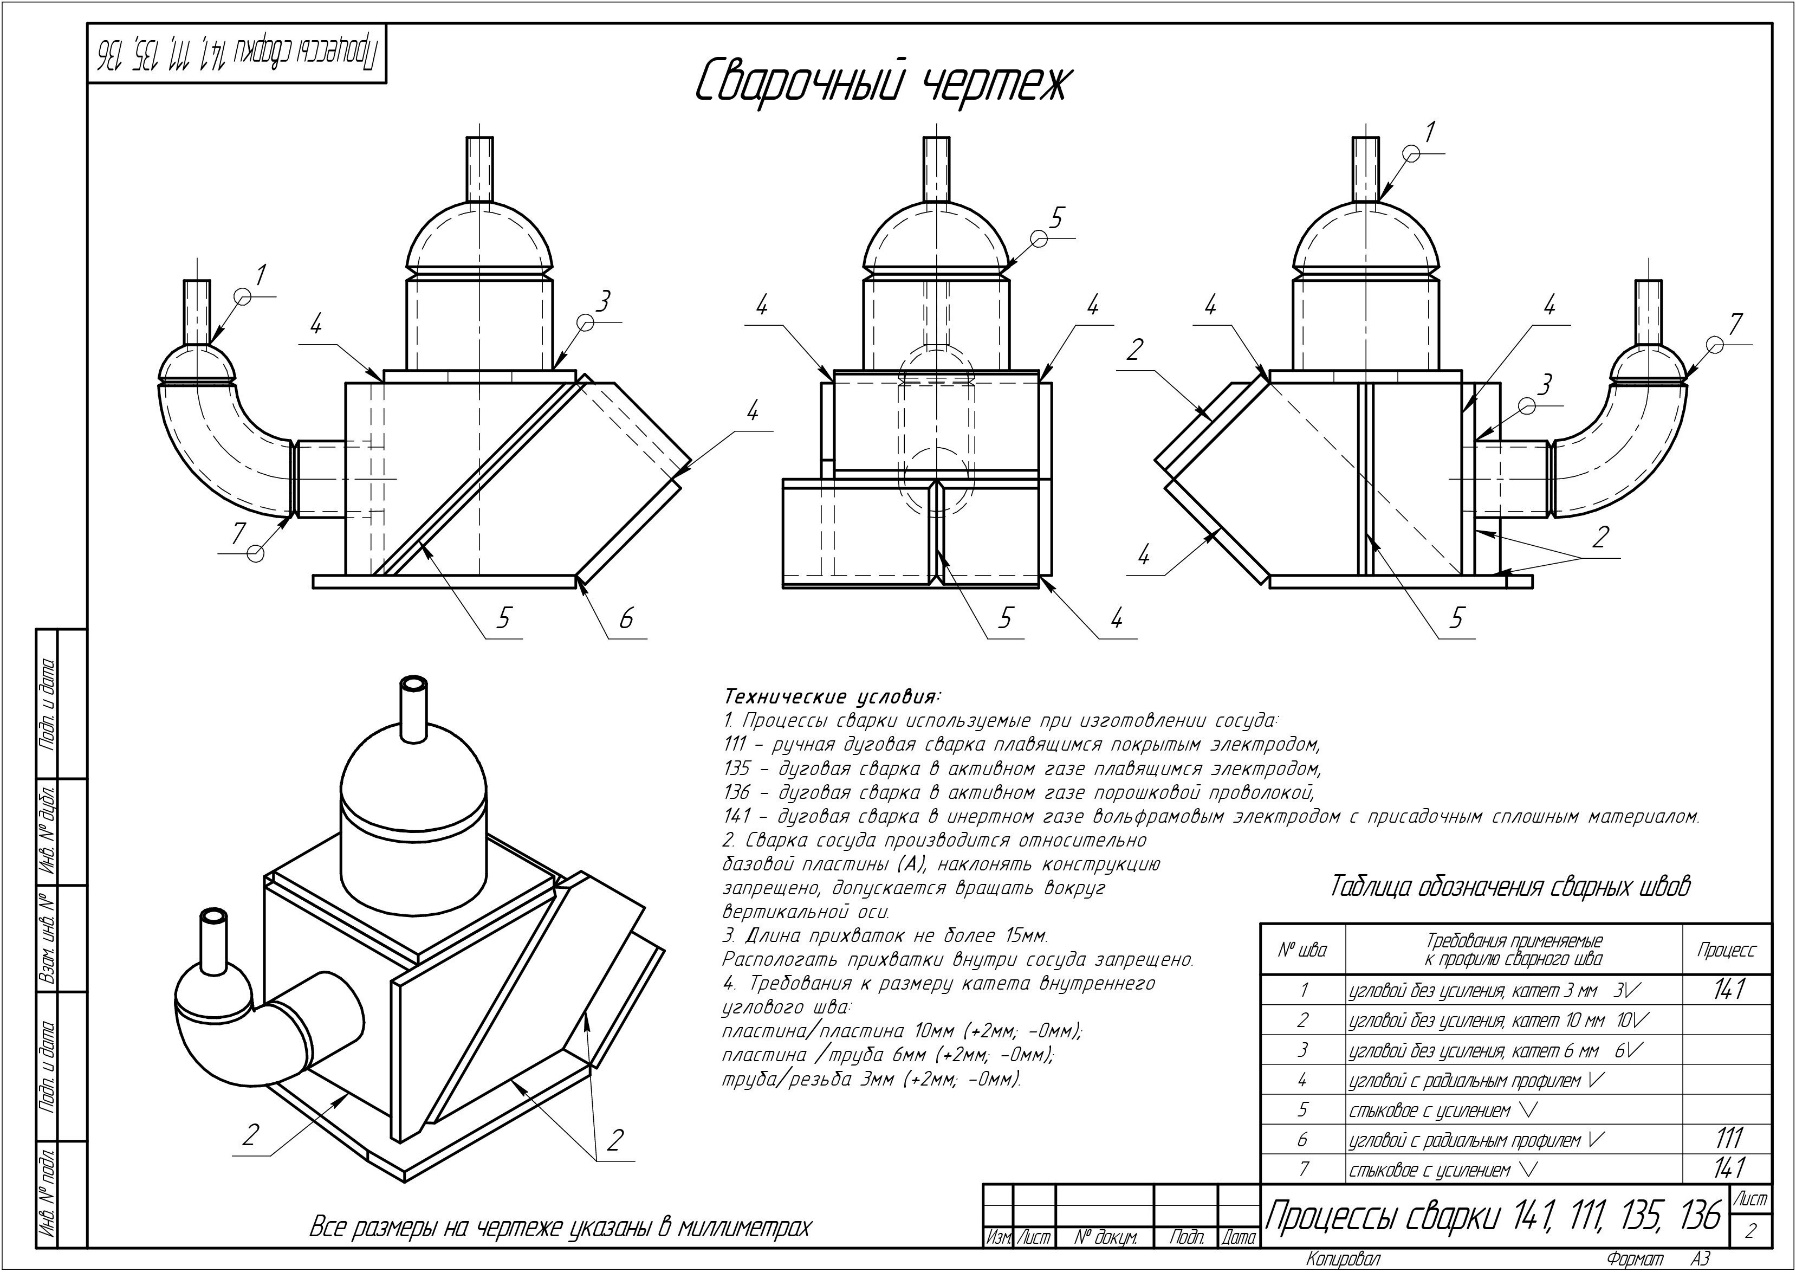 Процессы сварки 141, 111, 135, 136
Сварочный чертеж
1
4
3
4
7
5
6
5
4
4
5
4
1
4
4
2
3
7
4
2
5
1
2
2
Технические условия:
1. Процессы сварки используемые при изготовлении сосуда:
111 - ручная дуговая сварка плавящимся покрытым электродом,
135 - дуговая сварка в активном газе плавящимся электродом,
136 - дуговая сварка в активном газе порошковой проволокой,
141 - дуговая сварка в инертном газе вольфрамовым электродом с присадочным сплошным материалом.
2. Сварка сосуда производится относительно
базовой пластины (А), наклонять конструкцию
запрещено, допускается вращать вокруг
вертикальной оси.
3. Длина прихваток не более 15мм.
Распологать прихватки внутри сосуда запрещено.
4. Требования к размеру катета внутреннего
углового шва:
пластина/пластина 10мм (+2мм; -0мм);
пластина /труба 6мм (+2мм; -0мм);
труба/резьба 3мм (+2мм; -0мм).
Все размеры на чертеже указаны в миллиметрах
Таблица обозначения сварных швов
№ шва Требования применяемые к профилю сварного шва Процесс
1 угловой без усиления, катет 3 мм 3V 141
2 угловой без усиления, катет 10 мм 10V
3 угловой без усиления, катет 6 мм 6V
4 угловой с радиальным профилем V
5 стыковое с усилением V
6 угловой с радиальным профилем V 111
7 стыковое с усилением V 141
Изм. Лист № докум. Подп. Дата
Процессы сварки 141, 111, 135, 136
Лист
2
Копировал Формат А3
Подп. и дата
Инв. № дубл.
Взам. инв. №
Подп. и дата
Инв. № подл.